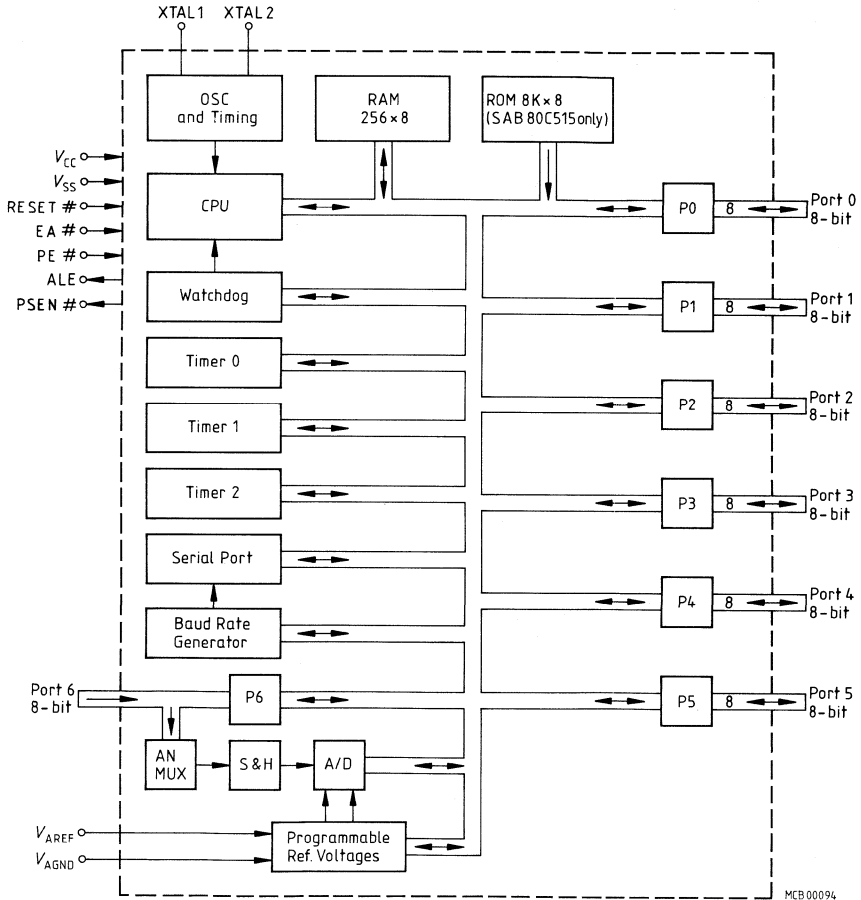 XTAL1 XTAL2
OSC
and Timing
RAM
256×8
ROM 8K×8
(SAB 80C515 only)
VCC
VSS
RESET #
EA #
PE #
ALE
PSEN #
CPU
Watchdog
Timer 0
Timer 1
Timer 2
Serial Port
Baud Rate
Generator
P0 8 Port 0
8-bit
P1 8 Port 1
8-bit
P2 8 Port 2
8-bit
P3 8 Port 3
8-bit
P4 8 Port 4
8-bit
P5 8 Port 5
8-bit
Port 6
8-bit
P6
AN
MUX
S&H
A/D
VAREF
VAGND
Programmable
Ref. Voltages
MCB00094